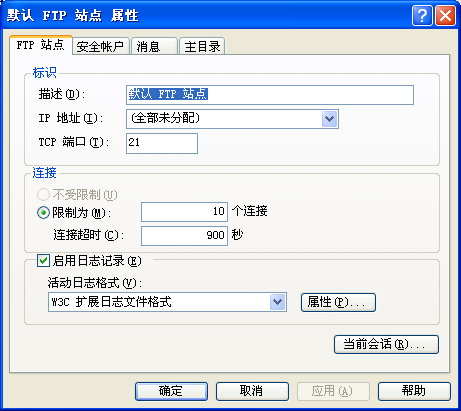 默认 FTP 站点 属性
FTP 站点 安全帐户 消息 主目录
标识
描述(D): 默认 FTP 站点
IP 地址(I): (全部未分配)
TCP 端口(T): 21
连接
不受限制(U)
限制为(M): 10 个连接
连接超时(C): 900 秒
启用日志记录(E)
活动日志格式(V):
W3C 扩展日志文件格式 属性(P)...
当前会话(R)...
确定 取消 应用(A) 帮助